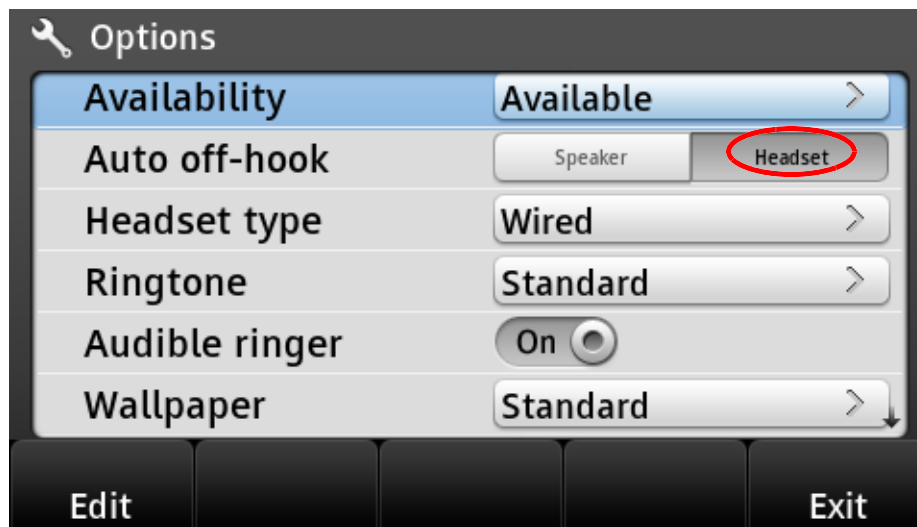 Options
Availability Available
Auto off-hook Speaker Headset
Headset type Wired
Ringtone Standard
Audible ringer On
Wallpaper Standard
Edit Exit